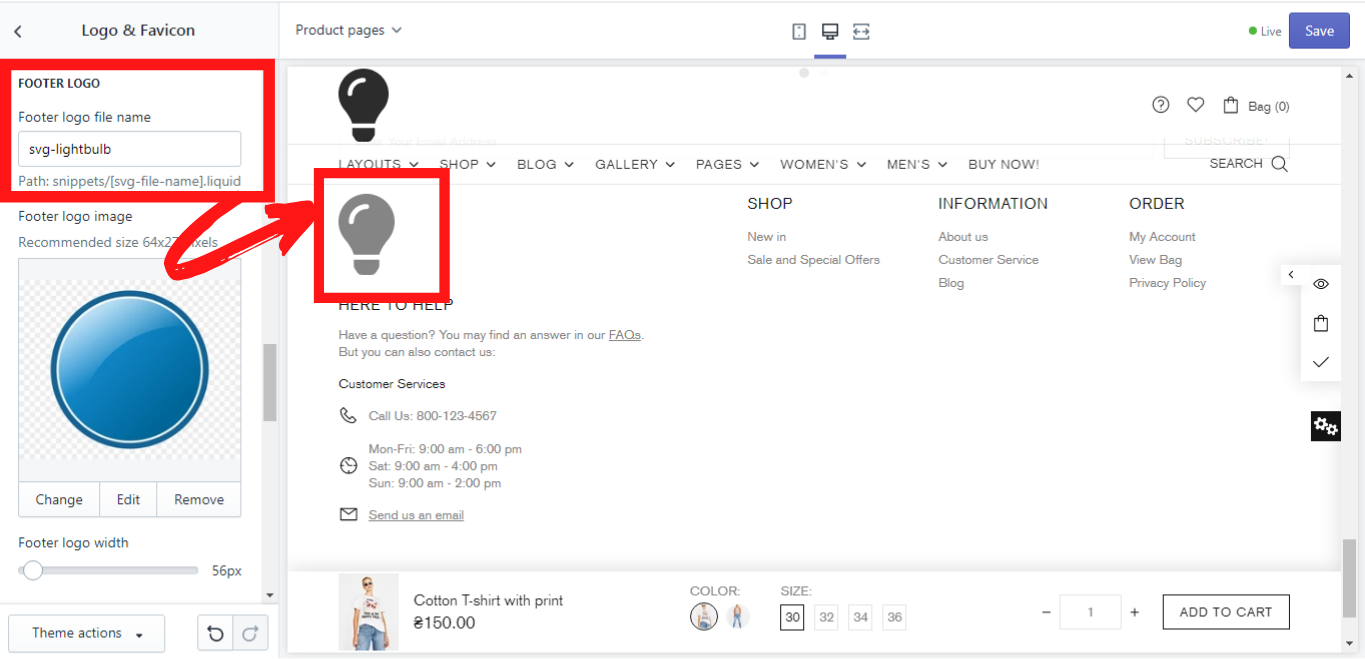 Logo & Favicon
Product pages
Live
Save
FOOTER LOGO
Footer logo file name
svg-lightbulb
Path: snippets/[svg-file-name].liquid
Footer logo image
Recommended size 64x2
xels
Change
Edit
Remove
Footer logo width
56px
Theme actions
Bag (0)
Enter Your Email Address
SUBSCRIBE!
LAYOUTS
SHOP
BLOG
GALLERY
PAGES
WOMEN'S
MEN'S
BUY NOW!
SEARCH
SHOP
New in
Sale and Special Offers
INFORMATION
About us
Customer Service
Blog
ORDER
My Account
View Bag
Privacy Policy
HERE TO HELP
Have a question? You may find an answer in our FAQs.
But you can also contact us:
Customer Services
Call Us: 800-123-4567
Mon-Fri: 9:00 am - 6:00 pm
Sat: 9:00 am - 4:00 pm
Sun: 9:00 am - 2:00 pm
Send us an email
Cotton T-shirt with print
₴150.00
COLOR:
SIZE:
30
32
34
36
− 1 +
ADD TO CART